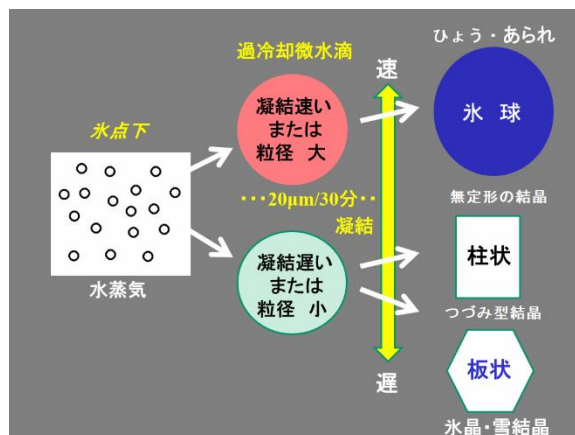 ひょう・あられ
過冷却微水滴
速
氷点下
凝結速い
または
粒径 大
氷 球
‥‥20μm/30分‥
無定形の結晶
凝結
凝結遅い
または
粒径 小
柱状
水蒸気
つづみ型結晶
板状
遅
氷晶・雪結晶